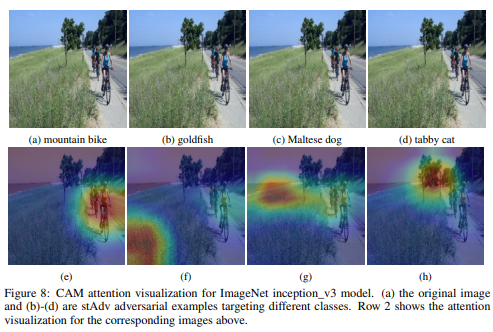 (a) mountain bike (b) goldfish (c) Maltese dog (d) tabby cat
(e) (f) (g) (h)
Figure 8: CAM attention visualization for ImageNet inception_v3 model. (a) the original image
and (b)-(d) are stAdv adversarial examples targeting different classes. Row 2 shows the attention
visualization for the corresponding images above.